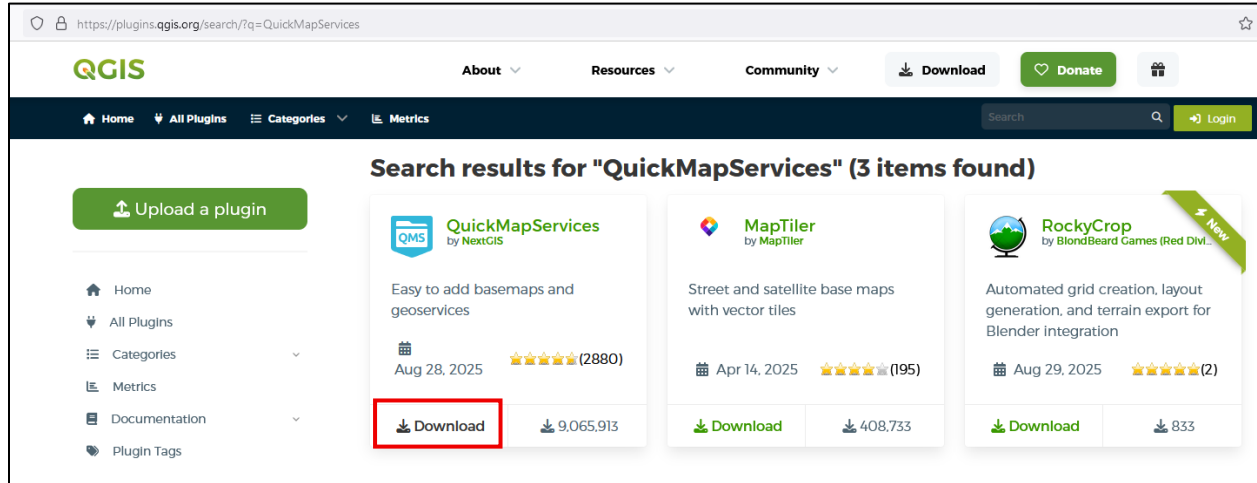 https://plugins.qgis.org/search/?q=QuickMapServices
QGIS
About
Resources
Community
Download
Donate
Home
All Plugins
Categories
Metrics
Search
Login
Upload a plugin
Home
All Plugins
Categories
Metrics
Documentation
Plugin Tags
Search results for "QuickMapServices" (3 items found)
QMS
QuickMapServices
by NextGIS
Easy to add basemaps and
geoservices
Aug 28, 2025
(2880)
Download
9,065,913
MapTiler
by MapTiler
Street and satellite base maps
with vector tiles
Apr 14, 2025
(195)
Download
408,733
RockyCrop
by BlondBeard Games (Red Divi...
New
Automated grid creation, layout
generation, and terrain export for
Blender integration
Aug 29, 2025
(2)
Download
833